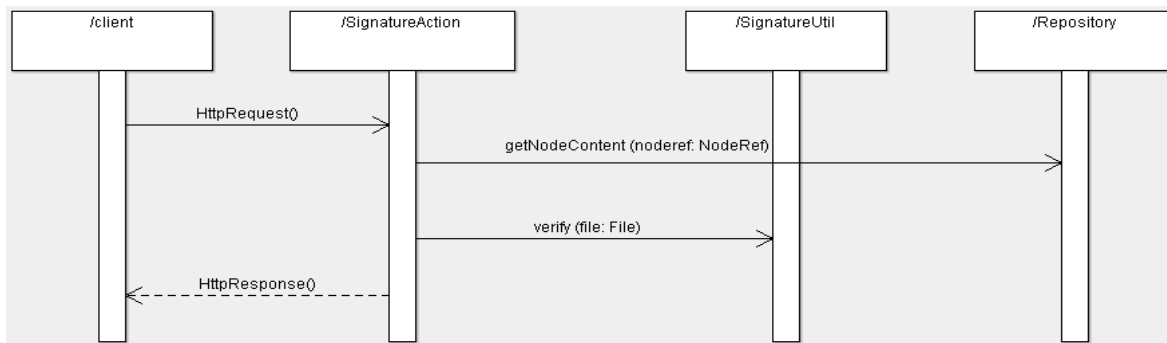 /client
/SignatureAction
/SignatureUtil
/Repository
HttpRequest()
getNodeContent (noderef: NodeRef)
verify (file: File)
HttpResponse()